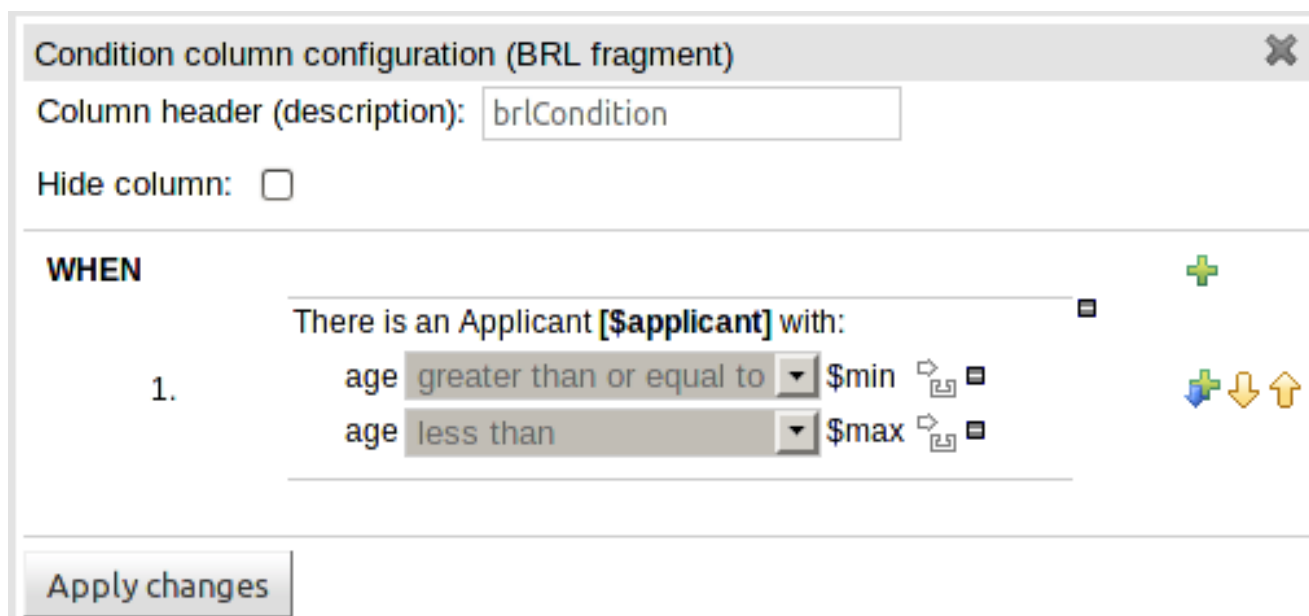 Condition column configuration (BRL fragment)
Column header (description): brlCondition
Hide column:
WHEN
There is an Applicant [$applicant] with:
1.
age greater than or equal to $min
age less than $max
Apply changes